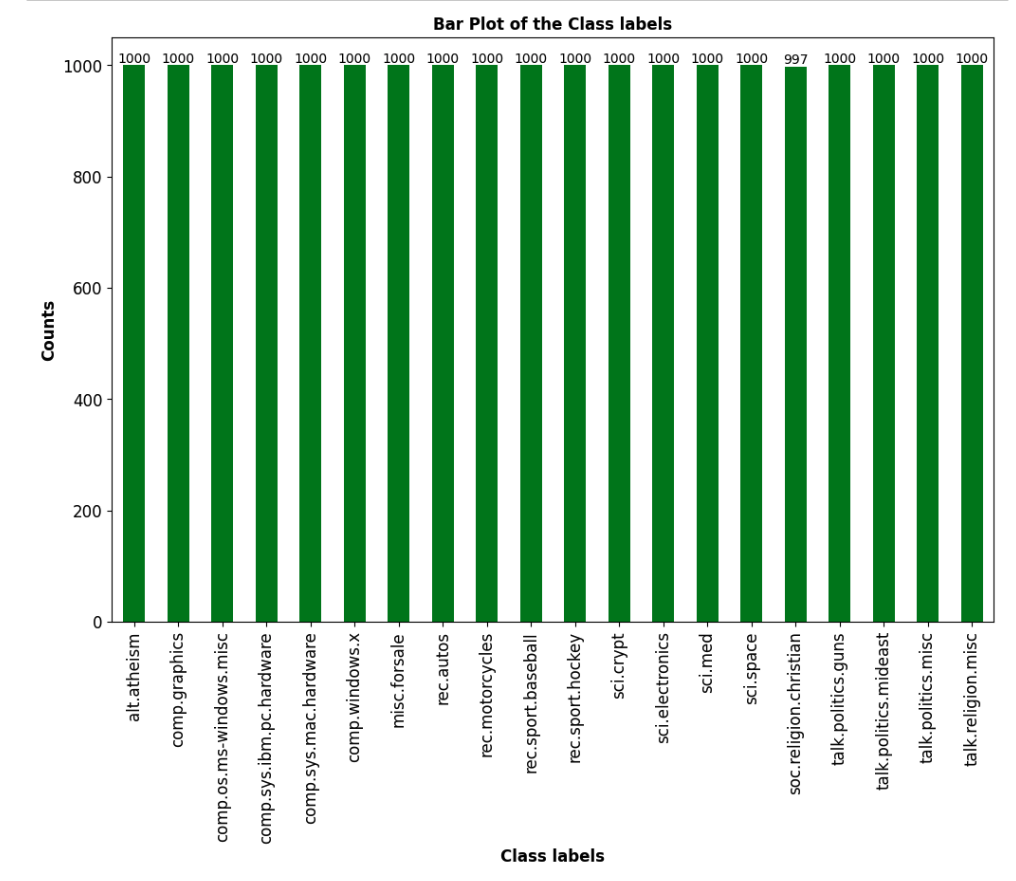 Bar Plot of the Class labels
1000 1000 1000 1000 1000 1000 1000 1000 1000 1000 1000 1000 1000 1000 1000 997 1000 1000 1000 1000
1000
800
600
400
200
0
Counts
alt.atheism
comp.graphics
comp.os.ms-windows.misc
comp.sys.ibm.pc.hardware
comp.sys.mac.hardware
comp.windows.x
misc.forsale
rec.autos
rec.motorcycles
rec.sport.baseball
rec.sport.hockey
sci.crypt
sci.electronics
sci.med
sci.space
soc.religion.christian
talk.politics.guns
talk.politics.mideast
talk.politics.misc
talk.religion.misc
Class labels